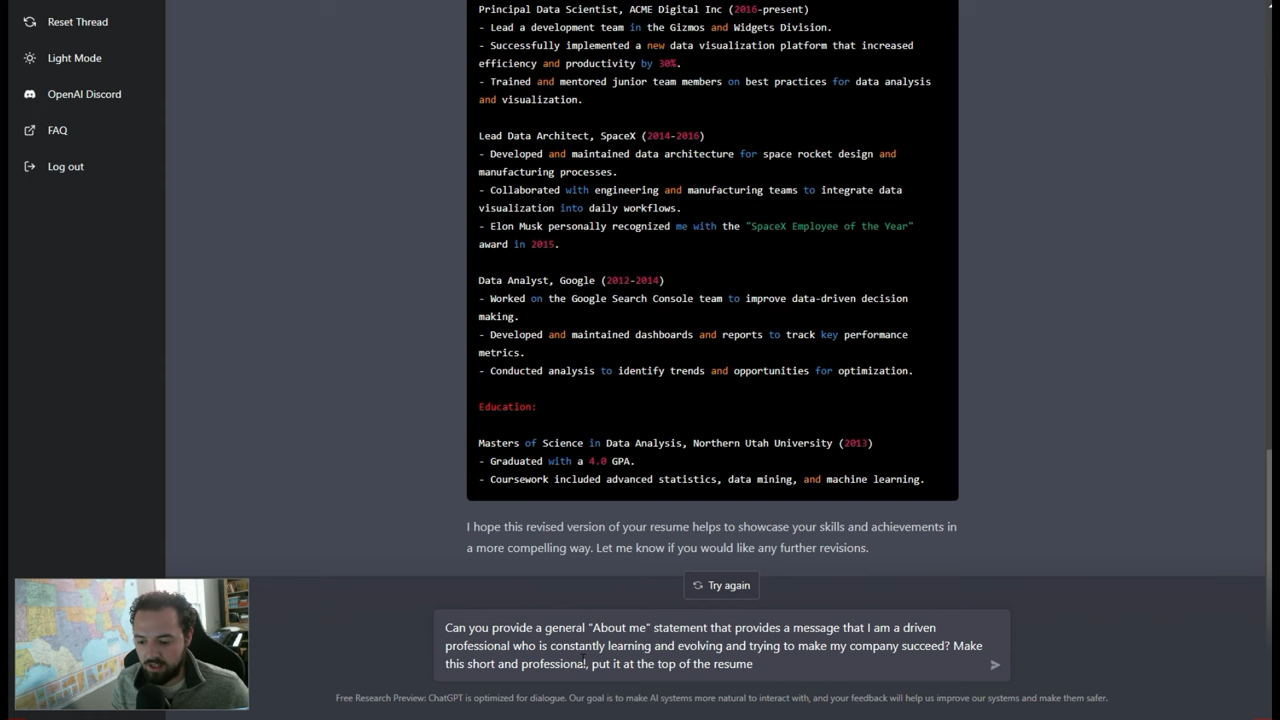 Reset Thread
Light Mode
OpenAI Discord
FAQ
Log out
Principal Data Scientist, ACME Digital Inc (2016-present)
- Lead a development team in the Gizmos and Widgets Division.
- Successfully implemented a new data visualization platform that increased
efficiency and productivity by 30%.
- Trained and mentored junior team members on best practices for data analysis
and visualization.
Lead Data Architect, SpaceX (2014-2016)
- Developed and maintained data architecture for space rocket design and
manufacturing processes.
- Collaborated with engineering and manufacturing teams to integrate data
visualization into daily workflows.
- Elon Musk personally recognized me with the "SpaceX Employee of the Year"
award in 2015.
Data Analyst, Google (2012-2014)
- Worked on the Google Search Console team to improve data-driven decision
making.
- Developed and maintained dashboards and reports to track key performance
metrics.
- Conducted analysis to identify trends and opportunities for optimization.
Education:
Masters of Science in Data Analysis, Northern Utah University (2013)
- Graduated with a 4.0 GPA.
- Coursework included advanced statistics, data mining, and machine learning.
I hope this revised version of your resume helps to showcase your skills and achievements in
a more compelling way. Let me know if you would like any further revisions.
Try again
Can you provide a general "About me" statement that provides a message that I am a driven
professional who is constantly learning and evolving and trying to make my company succeed? Make
this short and professional, put it at the top of the resume
Free Research Preview: ChatGPT is optimized for dialogue. Our goal is to make AI systems more natural to interact with, and your feedback will help us improve our systems and make them safer.